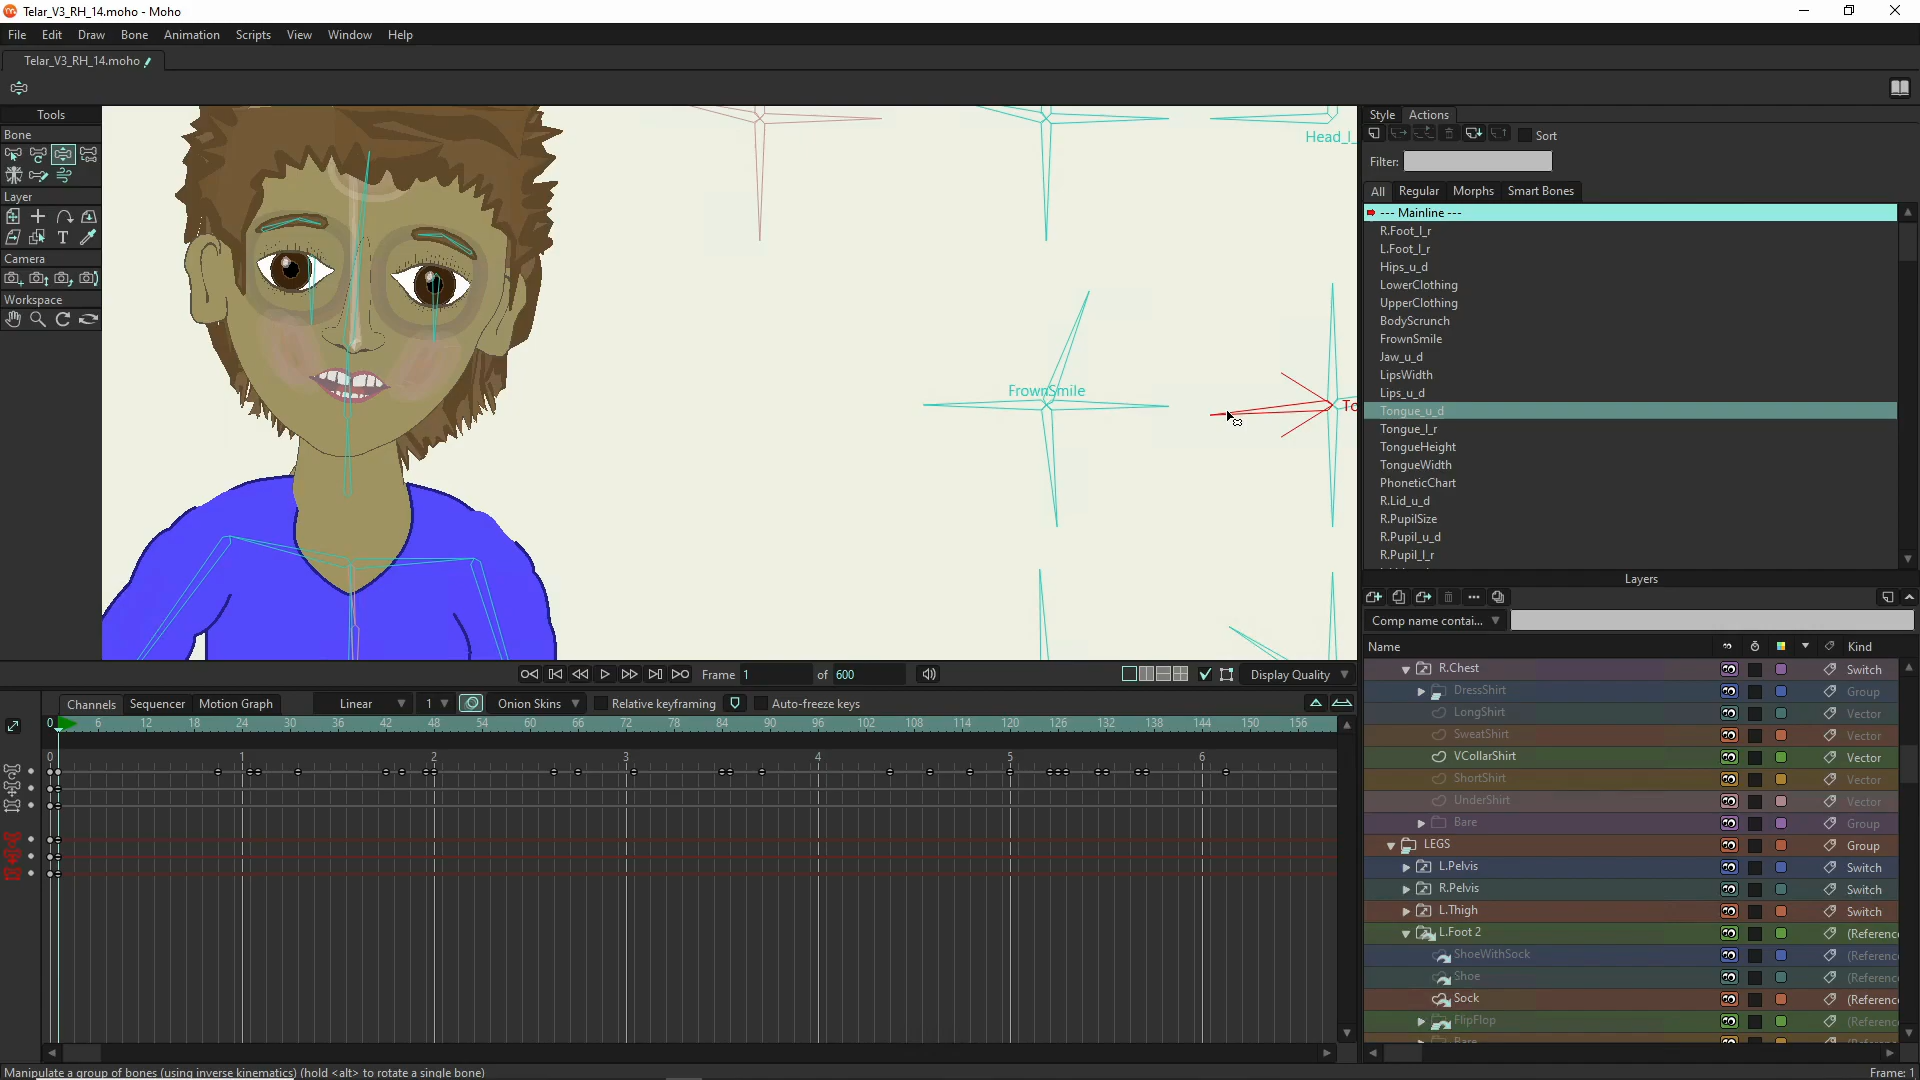 Telar_V3_RH_14.moho - Moho
File Edit Draw Bone Animation Scripts View Window Help
Telar_V3_RH_14.moho
Tools
Bone
Layer
Camera
Workspace
Head_l_
FrownSmile
To
Style Actions
Sort
Filter:
All Regular Morphs Smart Bones
--- Mainline ---
R.Foot_l_r
L.Foot_l_r
Hips_u_d
LowerClothing
UpperClothing
BodyScrunch
FrownSmile
Jaw_u_d
LipsWidth
Lips_u_d
Tongue_u_d
Tongue_l_r
TongueHeight
TongueWidth
PhoneticChart
R.Lid_u_d
R.PupilSize
R.Pupil_u_d
R.Pupil_l_r
Layers
Comp name contai...
Name Kind
R.Chest Switch
DressShirt Group
LongShirt Vector
SweatShirt Vector
VCollarShirt Vector
ShortShirt Vector
UnderShirt Vector
Bare Group
LEGS Group
L.Pelvis Switch
R.Pelvis Switch
L.Thigh Switch
L.Foot 2 (Reference
ShoeWithSock (Reference
Shoe (Reference
Sock (Reference
FlipFlop (Reference
Frame 1 of 600 Display Quality
Channels Sequencer Motion Graph Linear 1 Onion Skins Relative keyframing Auto-freeze keys
0 6 12 18 24 30 36 42 48 54 60 66 72 78 84 90 96 102 108 114 120 126 132 138 144 150 156
0 1 2 3 4 5 6
Manipulate a group of bones (using inverse kinematics) (hold <alt> to rotate a single bone) Frame: 1